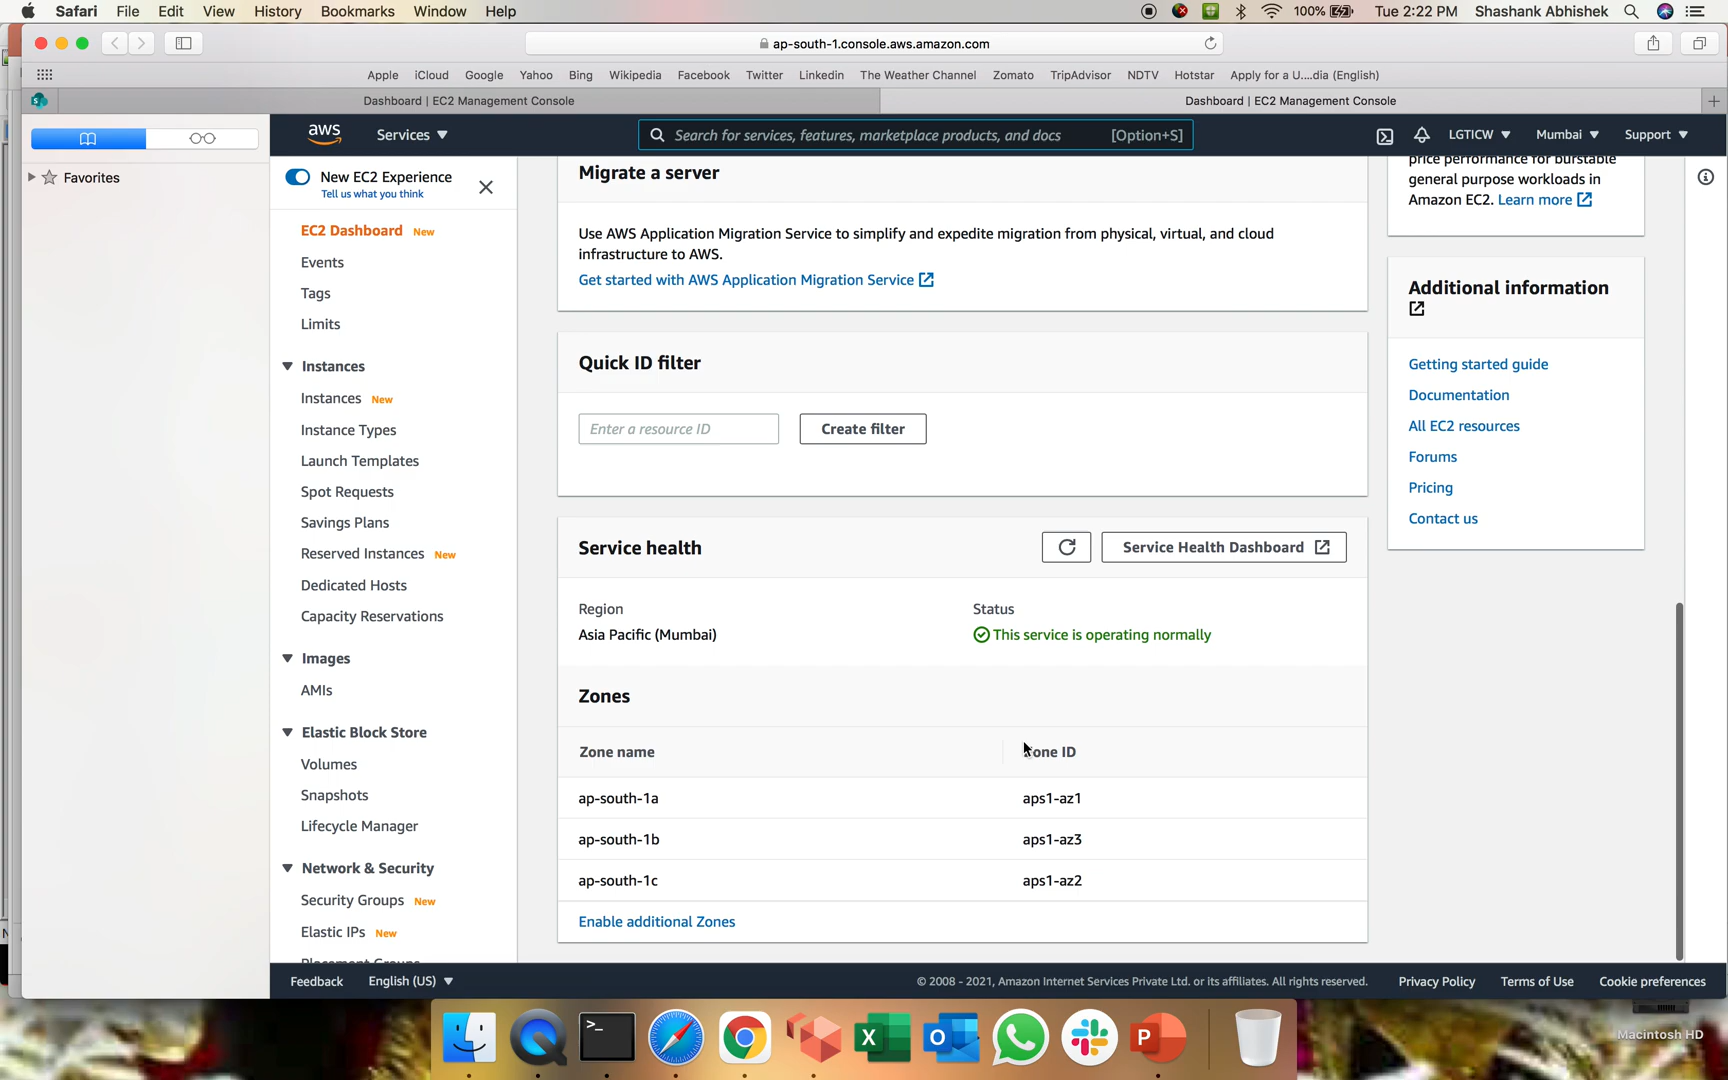 Safari File Edit View History Bookmarks Window Help 100% Tue 2:22 PM Shashank Abhishek
ap-south-1.console.aws.amazon.com
Apple iCloud Google Yahoo Bing Wikipedia Facebook Twitter Linkedin The Weather Channel Zomato TripAdvisor NDTV Hotstar Apply for a U....dia (English)
Dashboard | EC2 Management Console
Dashboard | EC2 Management Console
Favorites
aws Services Search for services, features, marketplace products, and docs [Option+S] LGTICW Mumbai Support
New EC2 Experience
Tell us what you think
EC2 Dashboard New
Events
Tags
Limits
Instances
Instances New
Instance Types
Launch Templates
Spot Requests
Savings Plans
Reserved Instances New
Dedicated Hosts
Capacity Reservations
Images
AMIs
Elastic Block Store
Volumes
Snapshots
Lifecycle Manager
Network & Security
Security Groups New
Elastic IPs New
Placement Groups
Migrate a server
Use AWS Application Migration Service to simplify and expedite migration from physical, virtual, and cloud
infrastructure to AWS.
Get started with AWS Application Migration Service
Quick ID filter
Enter a resource ID
Create filter
Service health
Service Health Dashboard
Region
Asia Pacific (Mumbai)
Status
This service is operating normally
Zones
Zone name Zone ID
ap-south-1a aps1-az1
ap-south-1b aps1-az3
ap-south-1c aps1-az2
Enable additional Zones
price performance for burstable
general purpose workloads in
Amazon EC2. Learn more
Additional information
Getting started guide
Documentation
All EC2 resources
Forums
Pricing
Contact us
Feedback English (US) © 2008 - 2021, Amazon Internet Services Private Ltd. or its affiliates. All rights reserved. Privacy Policy Terms of Use Cookie preferences
Macintosh HD